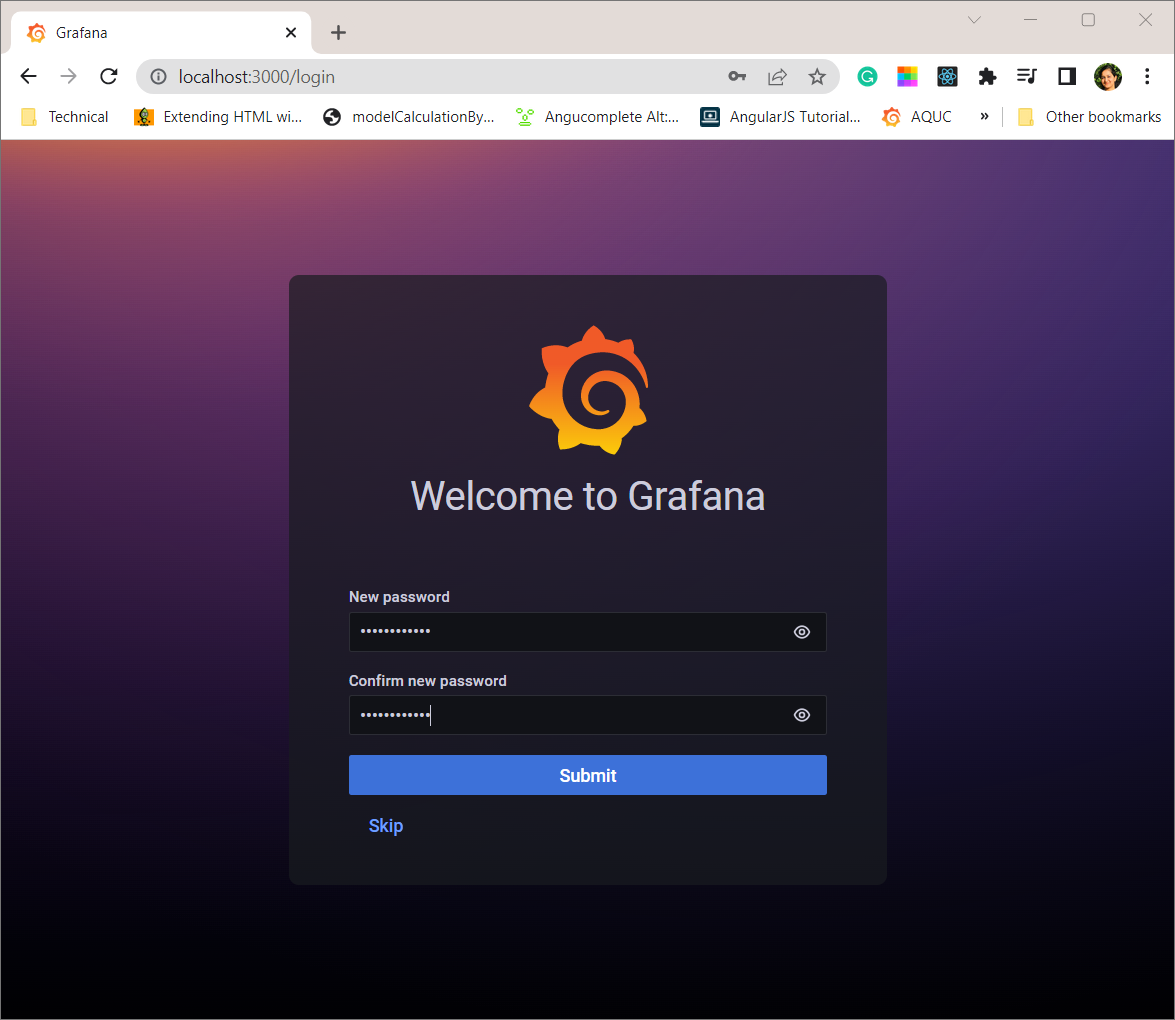 Grafana
localhost:3000/login
Technical
Extending HTML wi...
modelCalculationBy...
Angucomplete Alt:...
AngularJS Tutorial...
AQUC
»
Other bookmarks
Welcome to Grafana
New password
••••••••••••
Confirm new password
••••••••••••
Submit
Skip